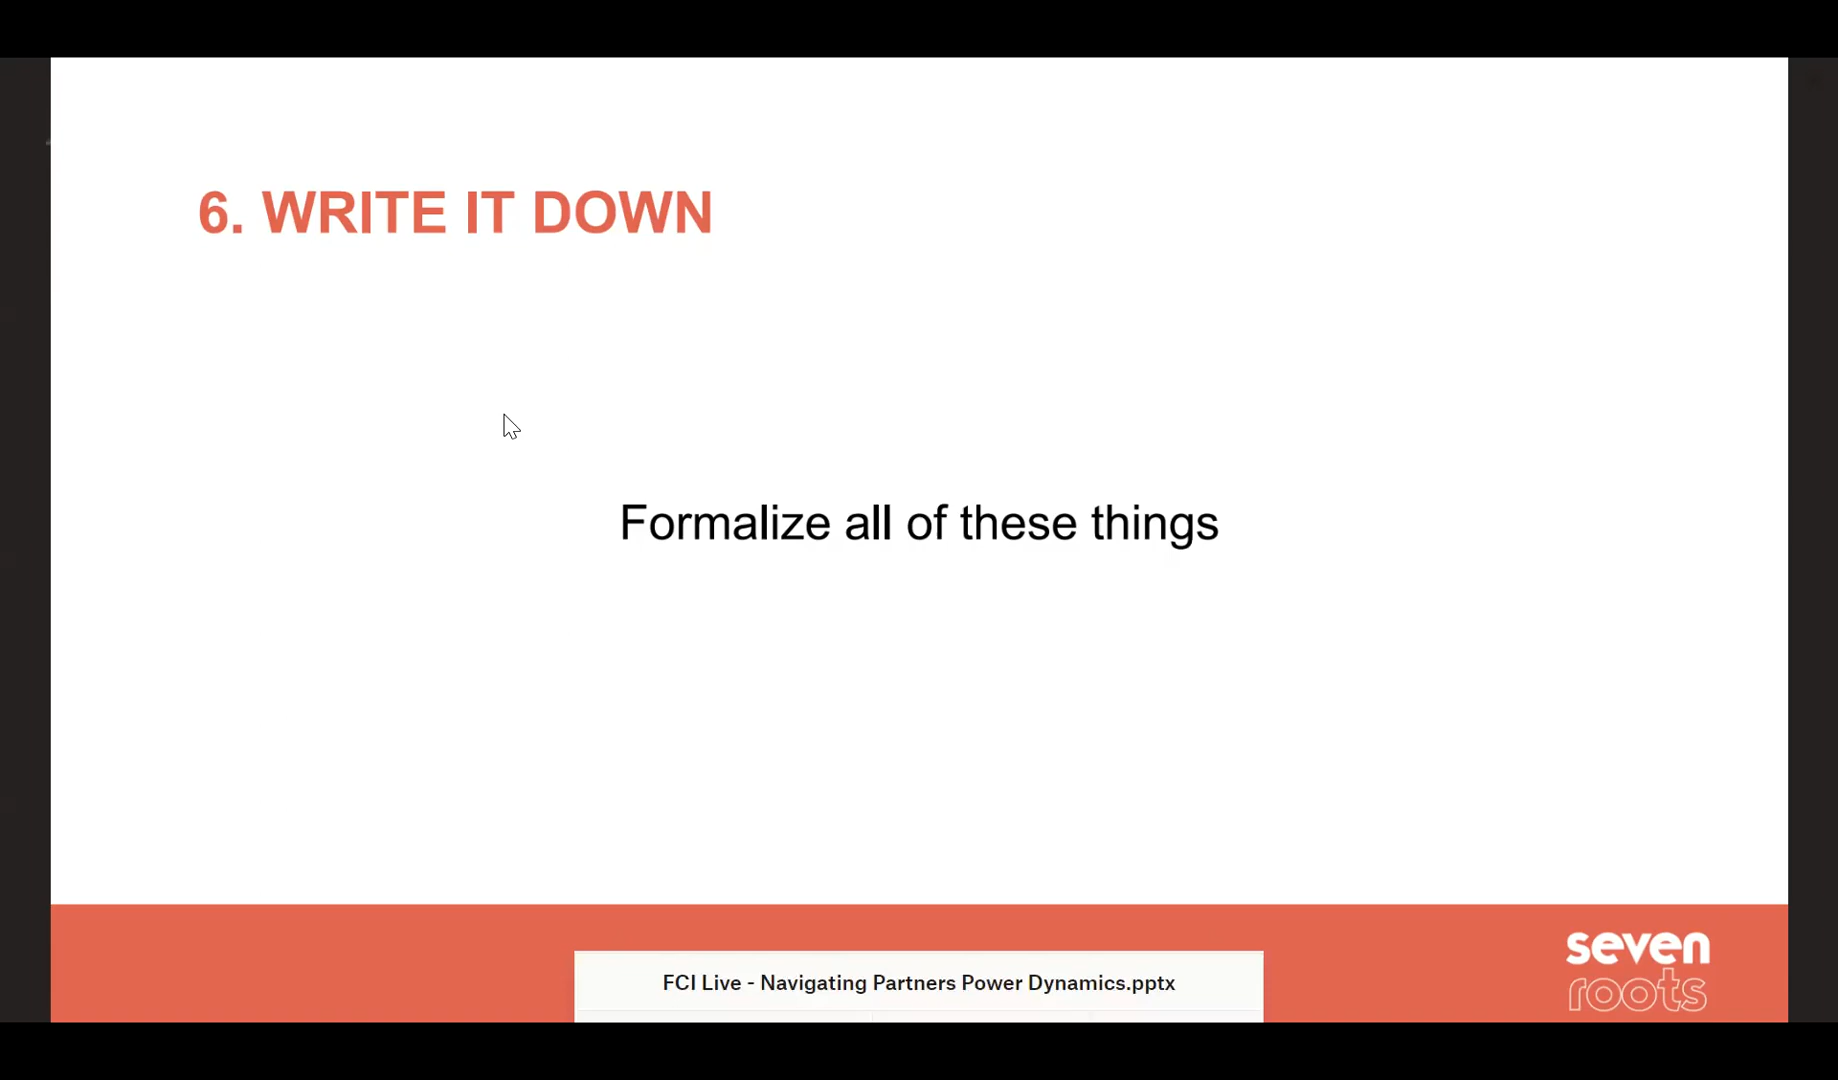 6. WRITE IT DOWN
Formalize all of these things
FCI Live - Navigating Partners Power Dynamics.pptx
seven
roots